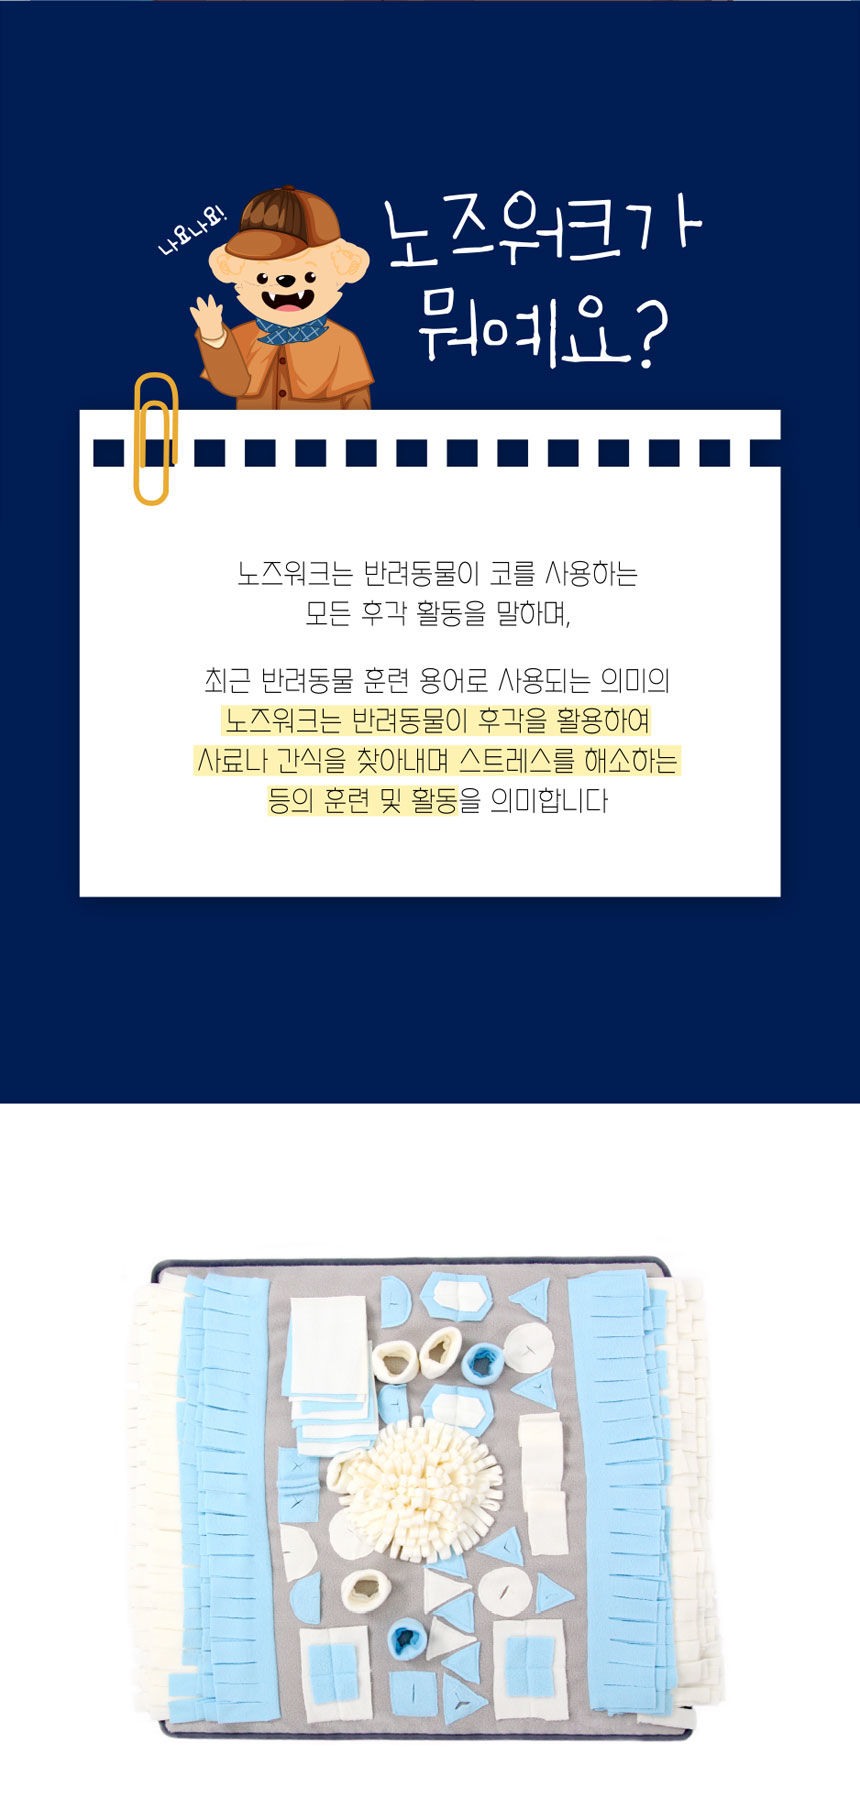 나요나요!
노즈워크가
뭐예요?
노즈워크는 반려동물이 코를 사용하는
모든 후각 활동을 말하며,
최근 반려동물 훈련 용어로 사용되는 의미의
노즈워크는 반려동물이 후각을 활용하여
사료나 간식을 찾아내며 스트레스를 해소하는
등의 훈련 및 활동을 의미합니다